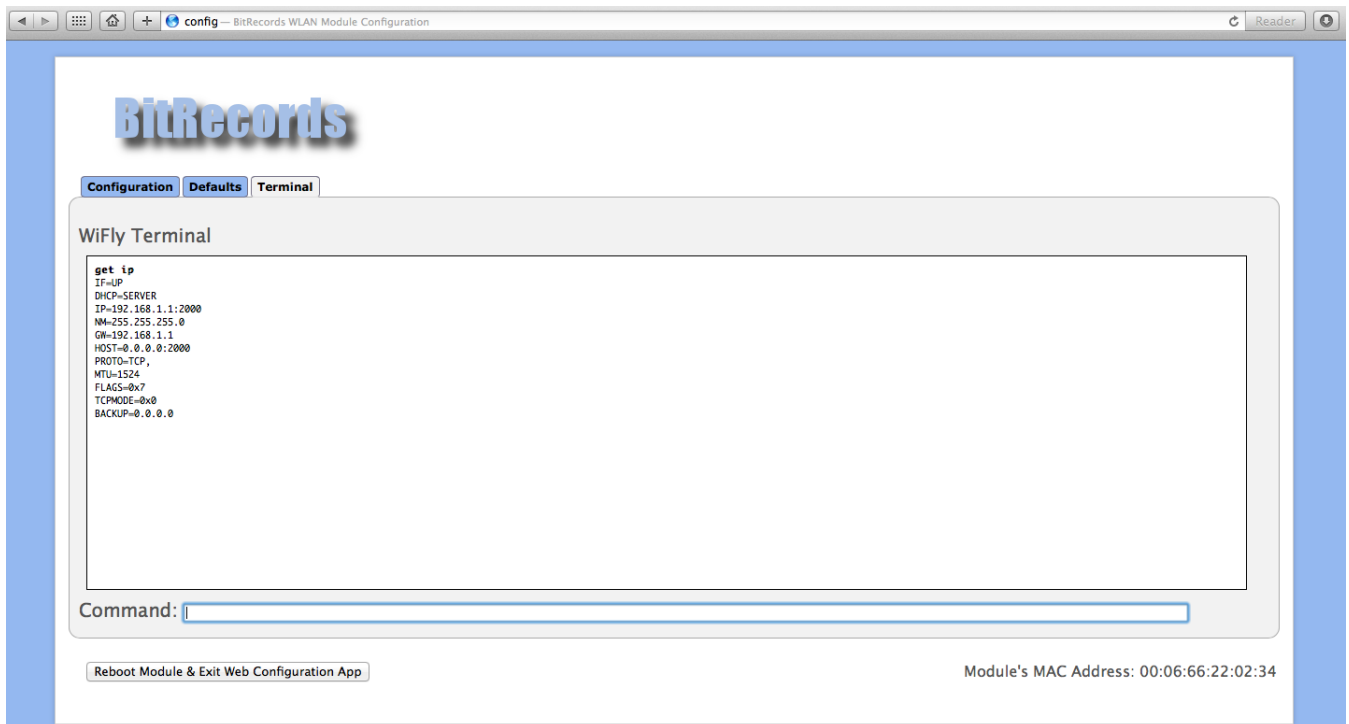 config — BitRecords WLAN Module Configuration
Reader
BitRecords
Configuration Defaults Terminal
WiFly Terminal
get ip
IF=UP
DHCP=SERVER
IP=192.168.1.1:2000
NM=255.255.255.0
GW=192.168.1.1
HOST=0.0.0.0:2000
PROTO=TCP,
MTU=1524
FLAGS=0x7
TCPMODE=0x0
BACKUP=0.0.0.0
Command:
Reboot Module & Exit Web Configuration App
Module's MAC Address: 00:06:66:22:02:34